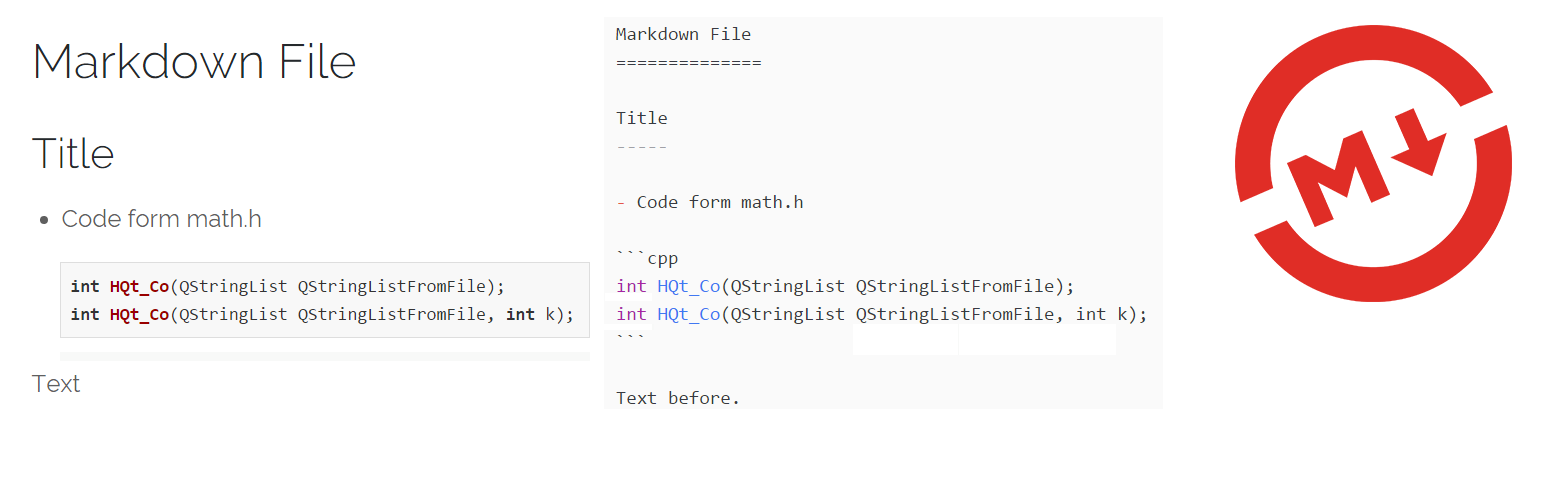 Markdown File
Title
• Code form math.h
int HQt_Co(QStringList QStringListFromFile);
int HQt_Co(QStringList QStringListFromFile, int k);
Text
Markdown File
==============
Title
-----
- Code form math.h
```cpp
int HQt_Co(QStringList QStringListFromFile);
int HQt_Co(QStringList QStringListFromFile, int k);
```
Text before.
M